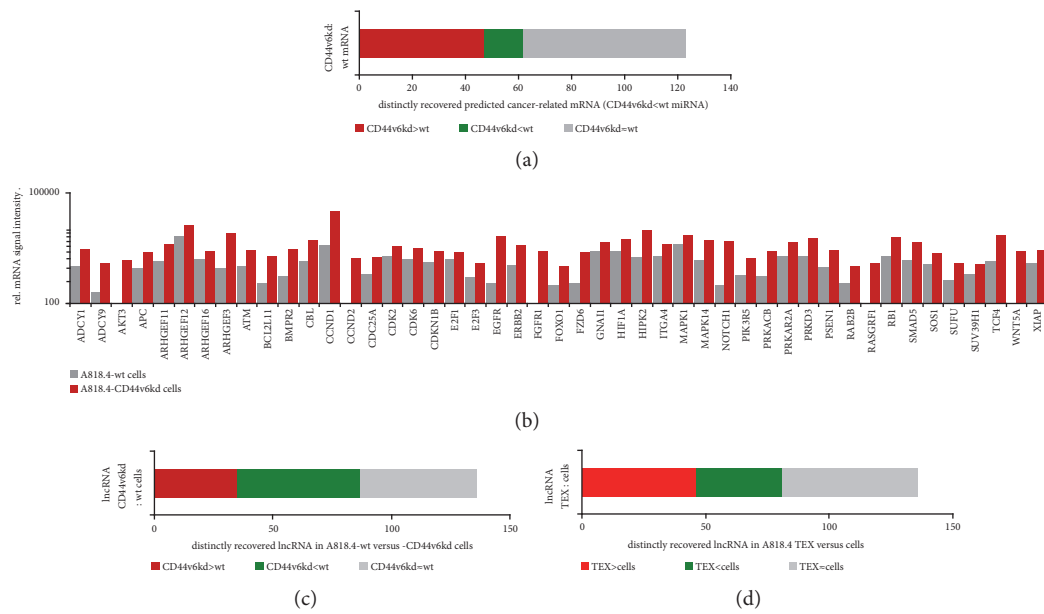 CD44v6kd:
wt mRNA
0 20 40 60 80 100 120 140
distinctly recovered predicted cancer-related mRNA (CD44v6kd<wt miRNA)
CD44v6kd>wt CD44v6kd<wt CD44v6kd≈wt
(a)
rel. mRNA signal intensity .
100000
100
ADCY1
ADCY9
AKT3
APC
ARHGEF11
ARHGEF12
ARHGEF16
ARHGEF3
ATM
BCL2L11
BMPR2
CBL
CCND1
CCND2
CDC25A
CDK2
CDK6
CDKN1B
E2F1
E2F3
EGFR
ERBB2
FGFR1
FOXO1
FZD6
GNAI1
HIF1A
HIPK2
ITGA4
MAPK1
MAPK14
NOTCH1
PIK3R5
PRKACB
PRKAR2A
PRKD3
PSEN1
RAB2B
RASGRF1
RB1
SMAD5
SOS1
SUFU
SUV39H1
TCF4
WNT5A
XIAP
A818.4-wt cells
A818.4-CD44v6kd cells
(b)
lncRNA
CD44v6kd
: wt cells
0 50 100 150
distinctly recovered lncRNA in A818.4-wt versus -CD44v6kd cells
CD44v6kd>wt CD44v6kd<wt CD44v6kd≈wt
(c)
lncRNA
TEX : cells
0 50 100 150
distinctly recovered lncRNA in A818.4 TEX versus cells
TEX>cells TEX<cells TEX≈cells
(d)